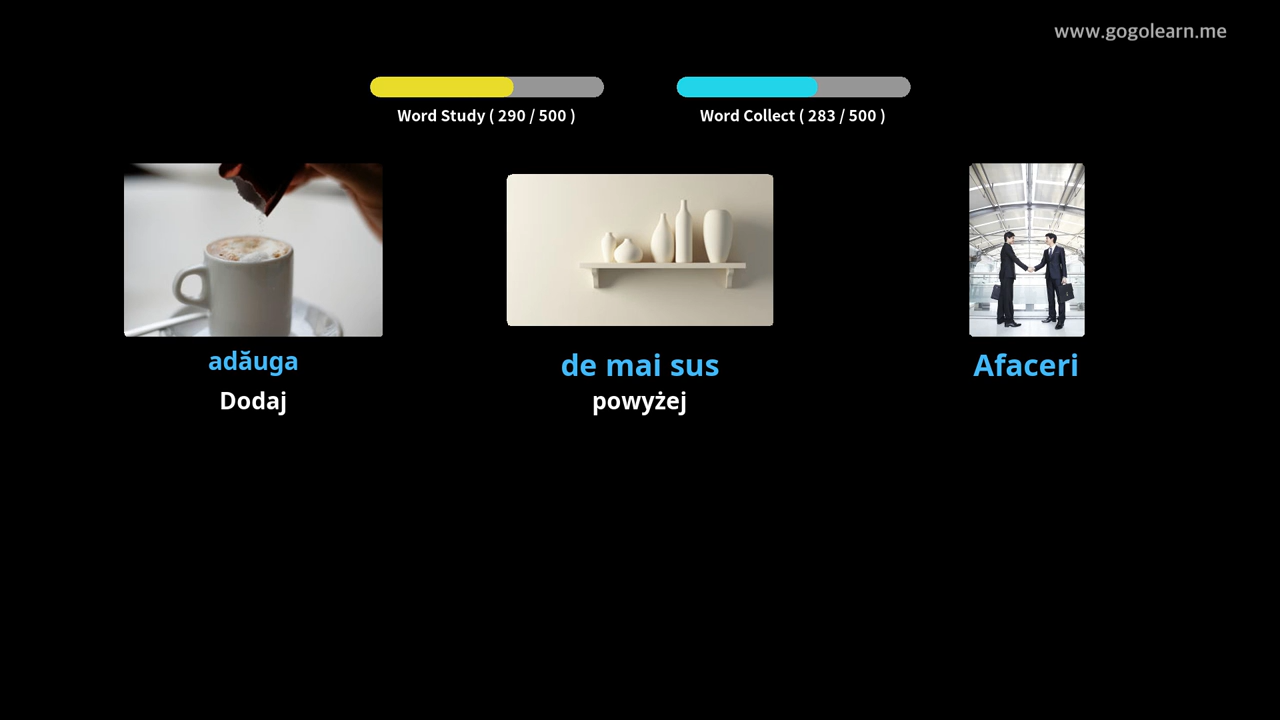 www.gogolearn.me
Word Study ( 290 / 500 )
Word Collect ( 283 / 500 )
adăuga
Dodaj
de mai sus
powyżej
Afaceri